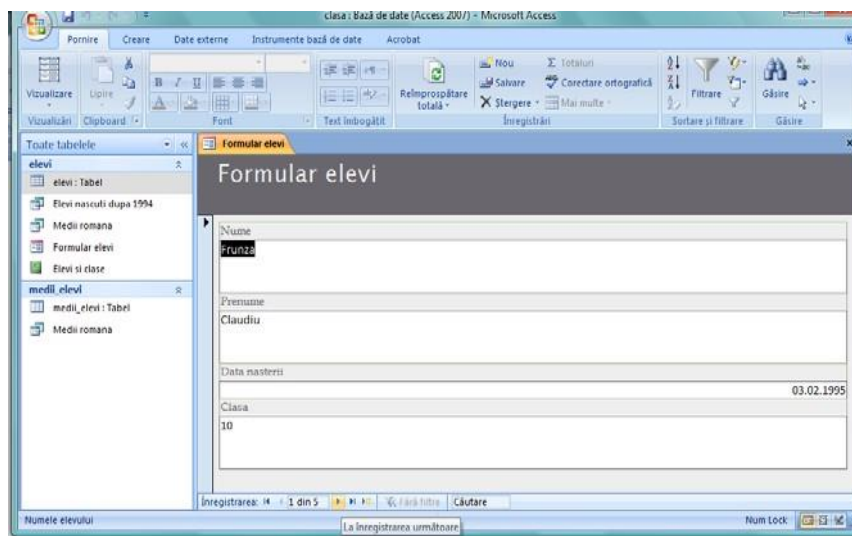 clasa : Bază de date (Access 2007) - Microsoft Access
Pornire Creare Date externe Instrumente bază de date Acrobat
Vizualizare Lipire B I U Reîmprospătare totală Nou Salvare Ștergere Σ Totaluri Corectare ortografică Mai multe Filtrare Găsire
Vizualizări Clipboard Font Text îmbogățit Înregistrări Sortare și filtrare Găsire
Toate tabelele
Formular elevi
elevi
elevi : Tabel
Elevi nascuti dupa 1994
Medii romana
Formular elevi
Elevi si clase
medii_elevi
medii_elevi : Tabel
Medii romana
Formular elevi
Nume
Frunza
Prenume
Claudiu
Data nasterii
03.02.1995
Clasa
10
Înregistrarea: 1 din 5 Fără filtre Căutare
Numele elevului
La înregistrarea următoare
Num Lock